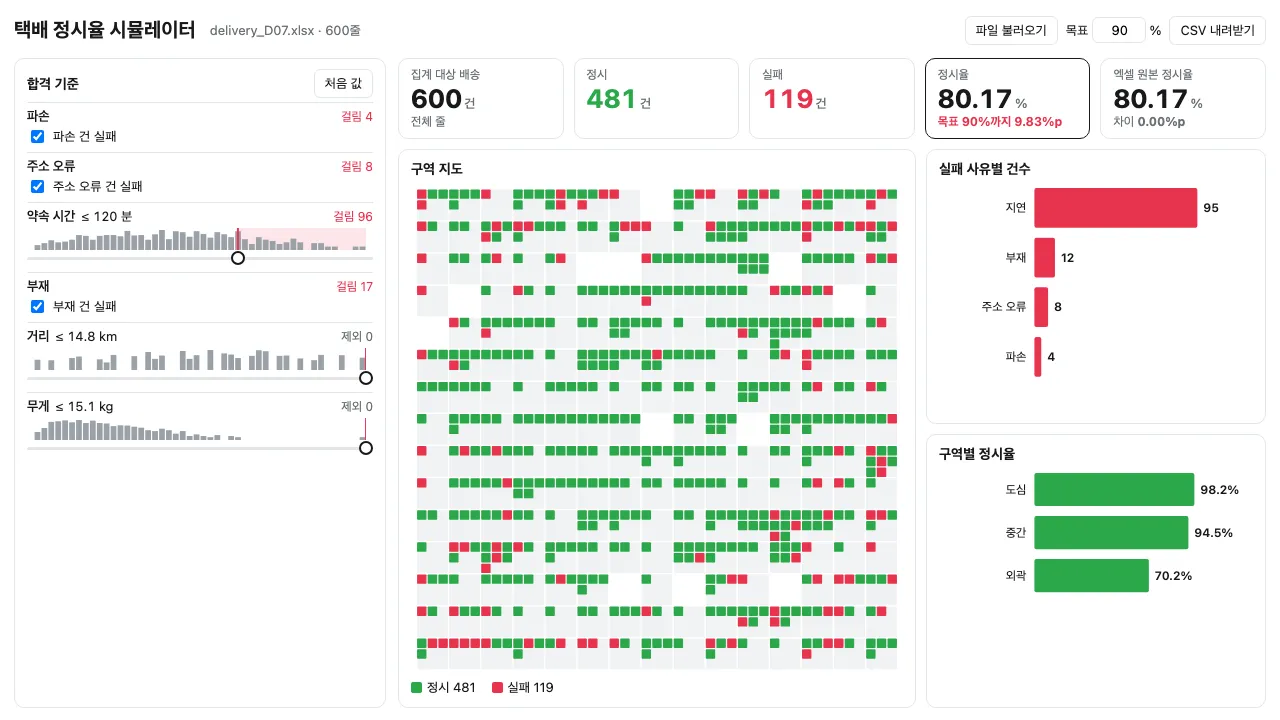 택배 정시율 시뮬레이터 delivery_D07.xlsx · 600줄 파일 불러오기 목표 90 % CSV 내려받기
합격 기준 처음 값
파손 걸림 4
파손 건 실패
주소 오류 걸림 8
주소 오류 건 실패
약속 시간 ≤ 120 분 걸림 96
부재 걸림 17
부재 건 실패
거리 ≤ 14.8 km 제외 0
무게 ≤ 15.1 kg 제외 0
집계 대상 배송
600 건
전체 줄
정시
481 건
실패
119 건
정시율
80.17 %
목표 90%까지 9.83%p
엑셀 원본 정시율
80.17 %
차이 0.00%p
구역 지도
정시 481 실패 119
실패 사유별 건수
지연 95
부재 12
주소 오류 8
파손 4
구역별 정시율
도심 98.2%
중간 94.5%
외곽 70.2%